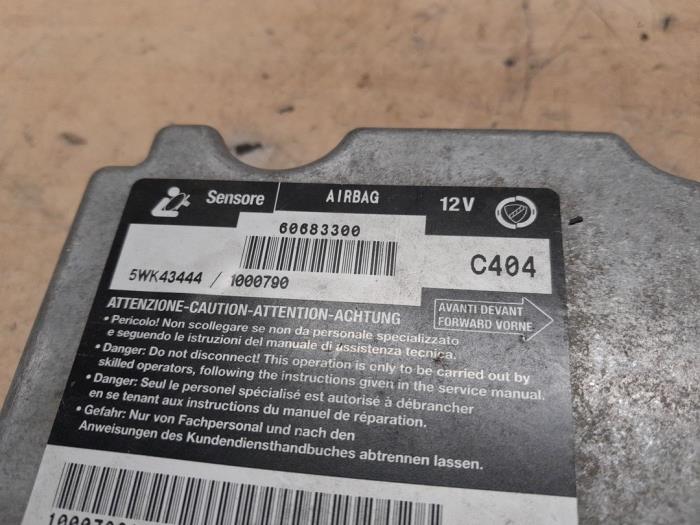 Sensore AIRBAG 12V
60683300
C404
5WK43444 / 1000790
ATTENZIONE-CAUTION-ATTENTION-ACHTUNG
AVANTI DEVANT
FORWARD VORNE
• Pericolo! Non scollegare se non da personale specializzato
e seguendo le istruzioni del manuale di assistenza tecnica.
• Danger: Do not disconnect! This operation is only to be carried out by
skilled operators, following the instructions given in the service manual.
• Danger: Seul le personel spécialisé est autorisé à débrancher
en se tenant aux instructions du manuel de réparation.
• Gefahr: Nur von Fachpersonal und nach den
Anweisungen des Kundendiensthandbuches abtrennen lassen.